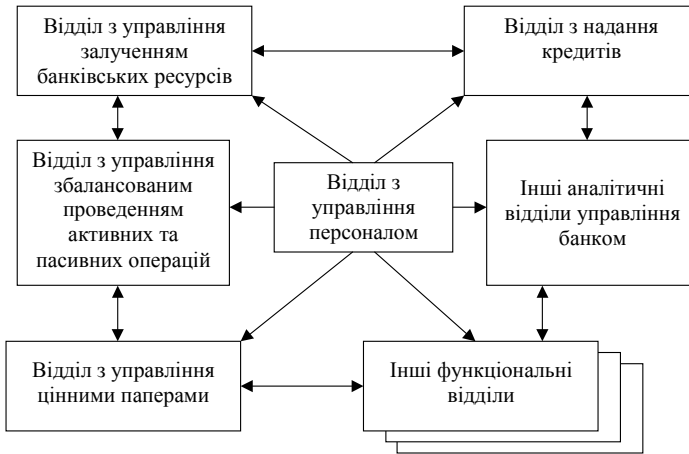 Відділ з управління
залученням
банківських ресурсів
Відділ з надання
кредитів
Відділ з управління
збалансованим
проведенням
активних та
пасивних операцій
Відділ з
управління
персоналом
Інші аналітичні
відділи управління
банком
Відділ з управління
цінними паперами
Інші функціональні
відділи